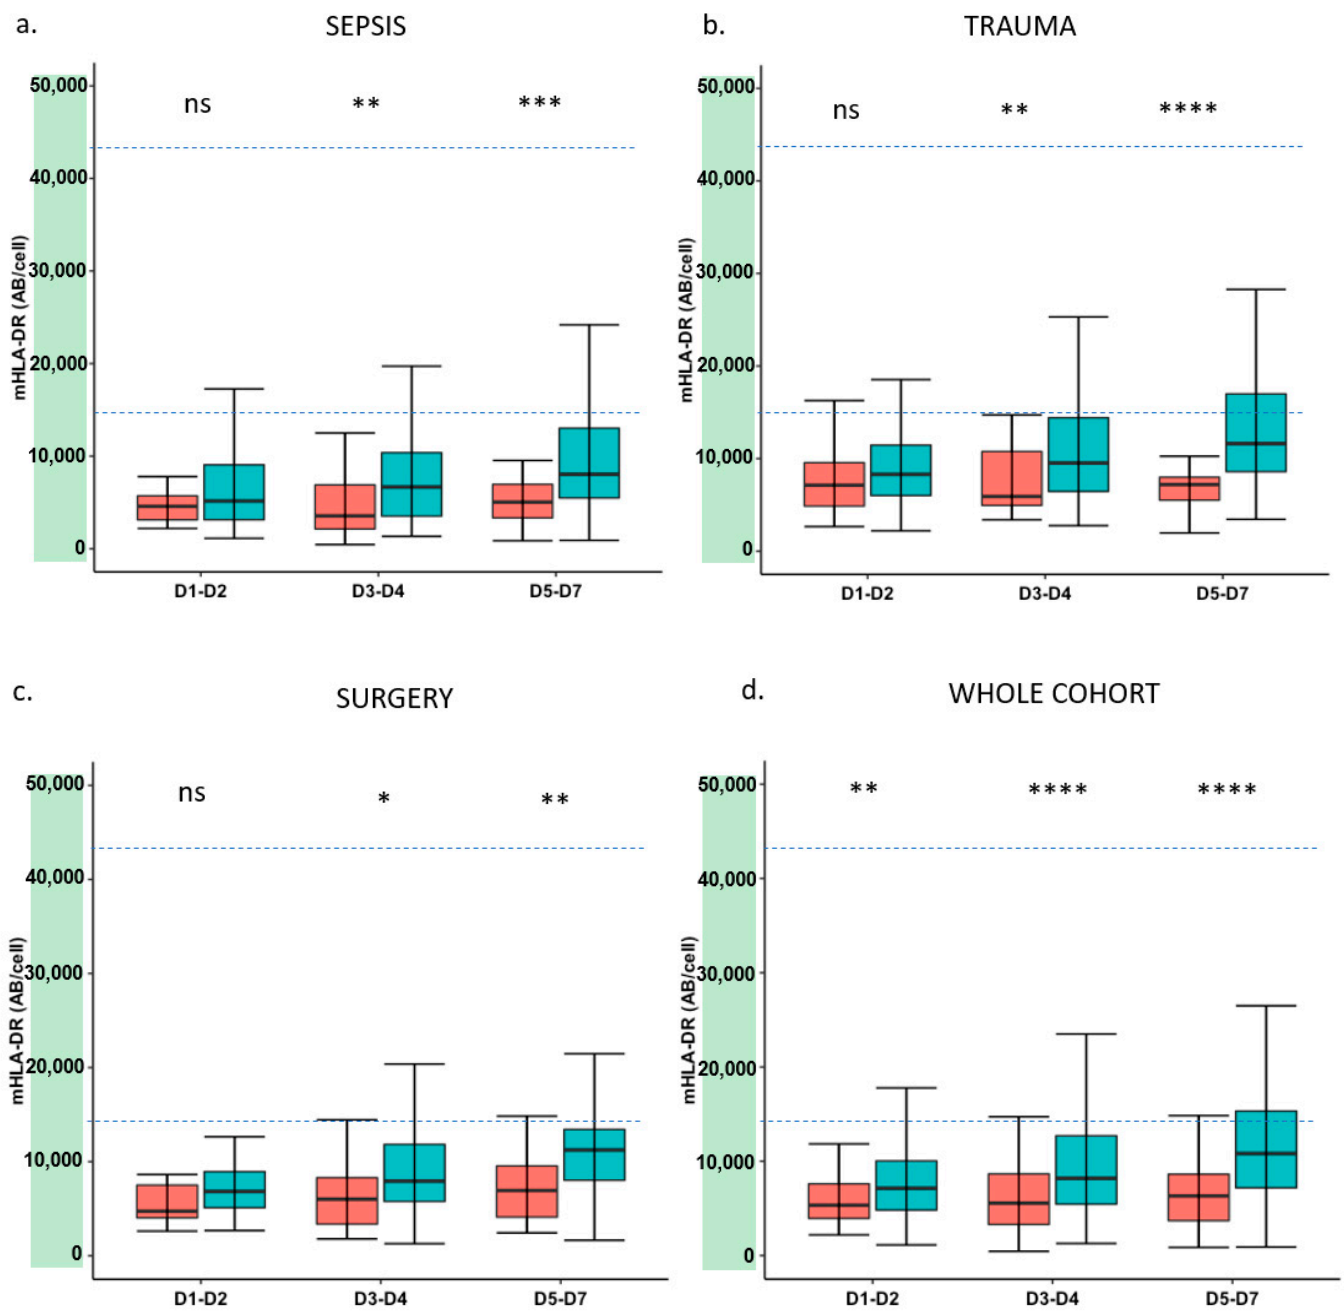 a.
SEPSIS
50,000
ns
**
***
40,000
30,000
20,000
10,000
0
mHLA-DR (AB/cell)
D1-D2
D3-D4
D5-D7
b.
TRAUMA
50,000
ns
**
****
40,000
30,000
20,000
10,000
0
mHLA-DR (AB/cell)
D1-D2
D3-D4
D5-D7
c.
SURGERY
50,000
ns
*
**
40,000
30,000
20,000
10,000
0
mHLA-DR (AB/cell)
D1-D2
D3-D4
D5-D7
d.
WHOLE COHORT
50,000
**
****
****
40,000
30,000
20,000
10,000
0
mHLA-DR (AB/cell)
D1-D2
D3-D4
D5-D7